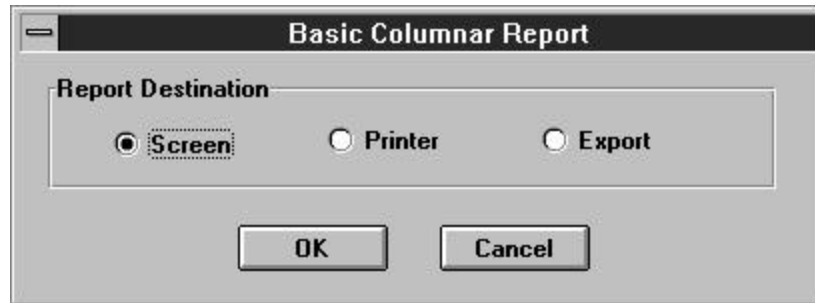 Basic Columnar Report
Report Destination
Screen Printer Export
OK Cancel